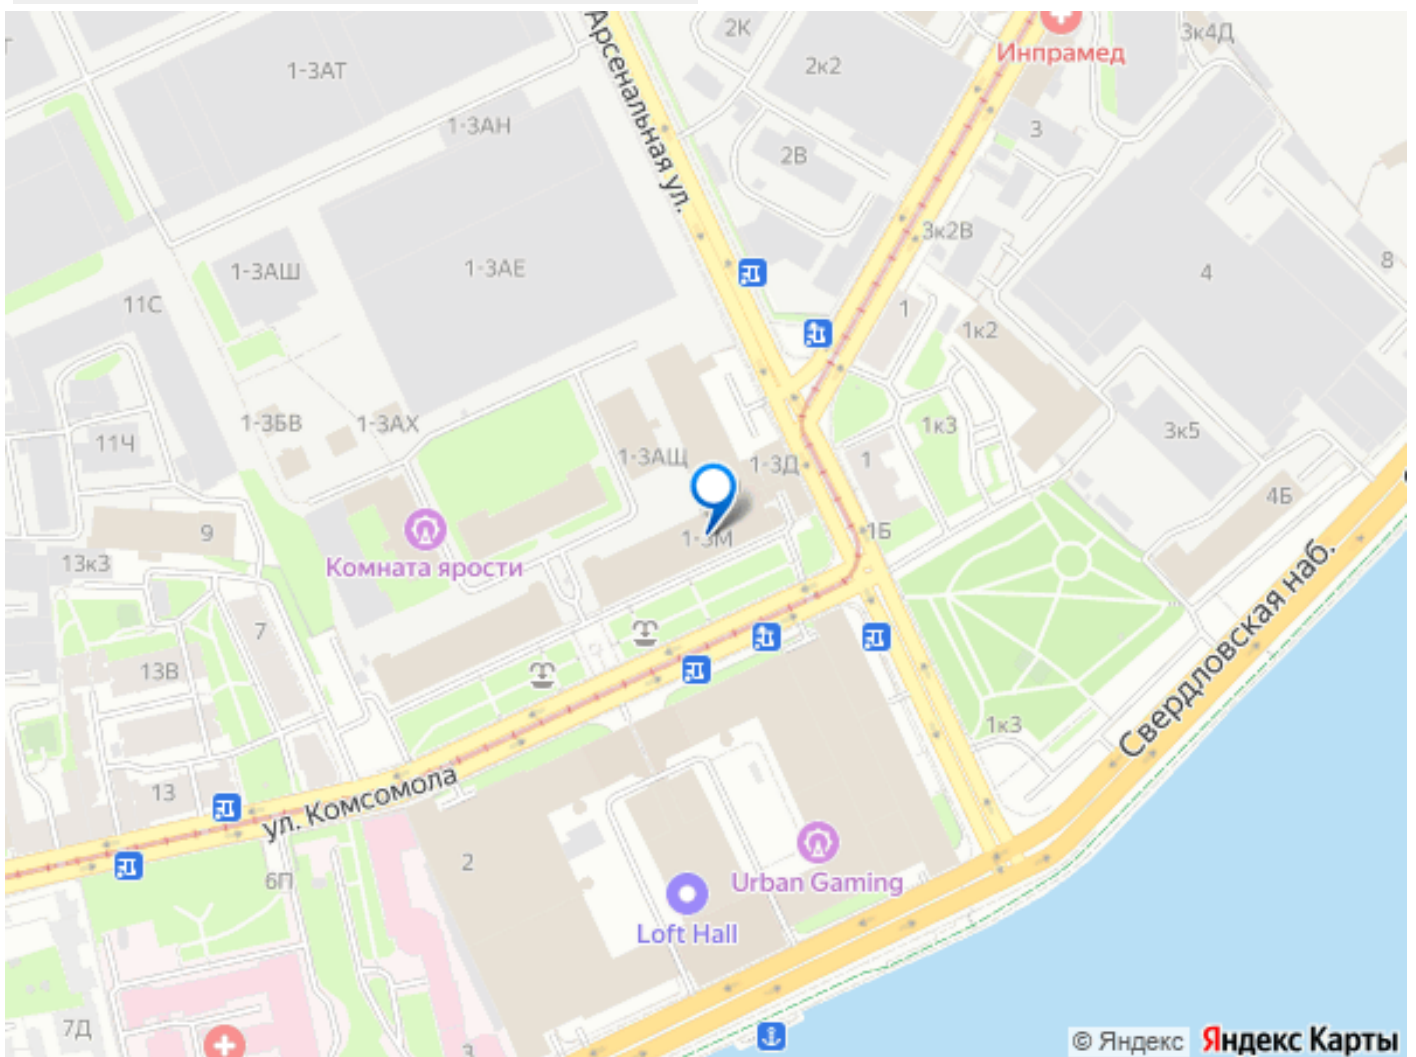 2К
3к4Д
Инпрамед
1-3АТ
2к2
Арсенальная ул.
1-3АН
3
2В
3к2В
1-3АШ
1-3АЕ
4
8
11С
1
1к2
1-3БВ
1-3АХ
1к3
3к5
11Ч
1-3АЩ
1-3Д
1
4Б
9
1-3М
1Б
13к3
Комната ярости
7
Свердловская наб.
13В
1к3
13
ул. Комсомола
2
6П
Urban Gaming
Loft Hall
7Д
3
© Яндекс
Яндекс Карты